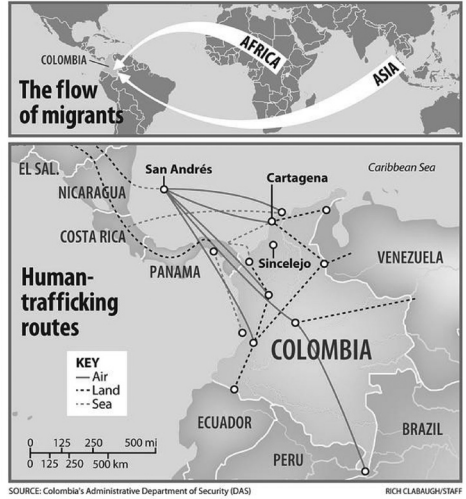 COLOMBIA
AFRICA
ASIA
The flow
of migrants
EL SAL.
NICARAGUA
COSTA RICA
PANAMA
San Andrés
Cartagena
Caribbean Sea
Sincelejo
VENEZUELA
Human-
trafficking
routes
COLOMBIA
KEY
Air
Land
Sea
ECUADOR
PERU
BRAZIL
0 125 250 500 mi
0 125 250 500 km
SOURCE: Colombia's Administrative Department of Security (DAS)
RICH CLABAUGH/STAFF